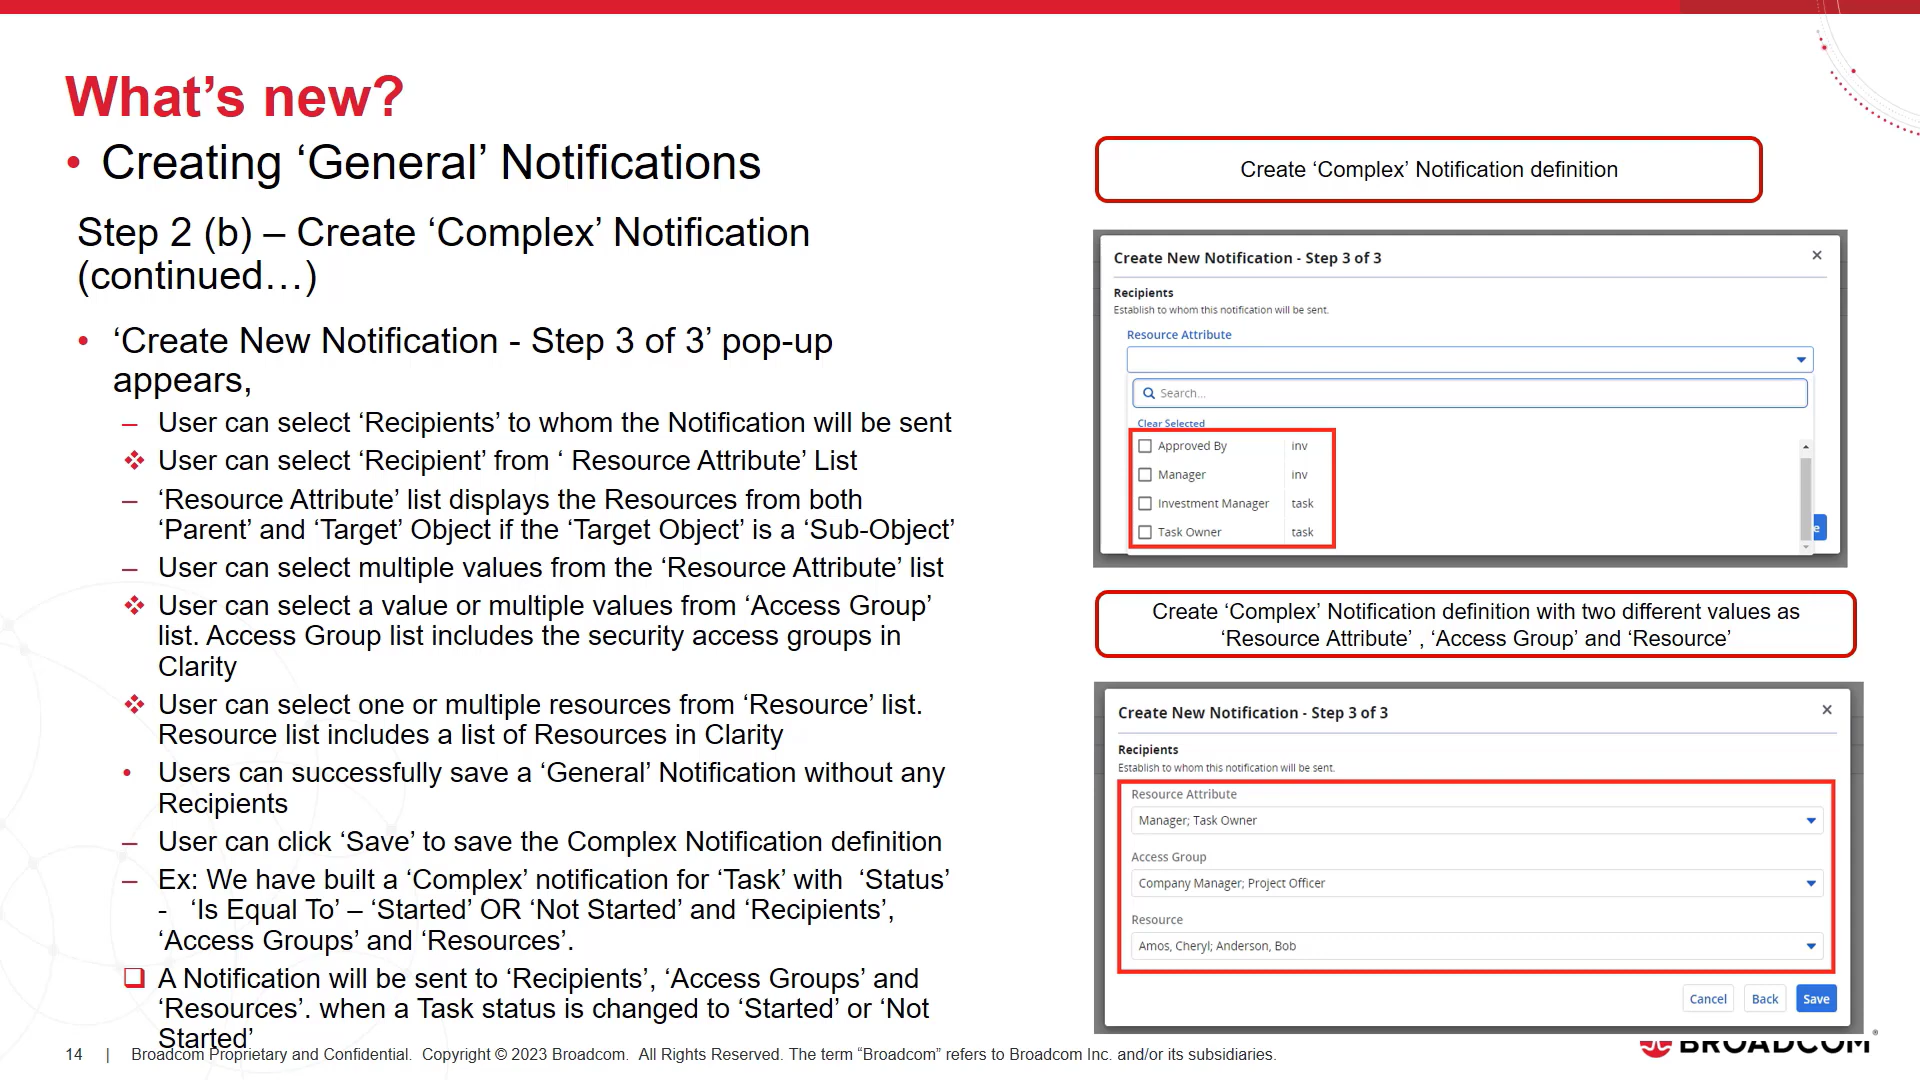 What’s new?
• Creating ‘General’ Notifications
Step 2 (b) – Create ‘Complex’ Notification
(continued…)
• ‘Create New Notification - Step 3 of 3’ pop-up
appears,
– User can select ‘Recipients’ to whom the Notification will be sent
❖ User can select ‘Recipient’ from ‘ Resource Attribute’ List
– ‘Resource Attribute’ list displays the Resources from both
‘Parent’ and ‘Target’ Object if the ‘Target Object’ is a ‘Sub-Object’
– User can select multiple values from the ‘Resource Attribute’ list
❖ User can select a value or multiple values from ‘Access Group’
list. Access Group list includes the security access groups in
Clarity
❖ User can select one or multiple resources from ‘Resource’ list.
Resource list includes a list of Resources in Clarity
• Users can successfully save a ‘General’ Notification without any
Recipients
– User can click ‘Save’ to save the Complex Notification definition
– Ex: We have built a ‘Complex’ notification for ‘Task’ with ‘Status’
- ‘Is Equal To’ – ‘Started’ OR ‘Not Started’ and ‘Recipients’,
‘Access Groups’ and ‘Resources’.
❑ A Notification will be sent to ‘Recipients’, ‘Access Groups’ and
‘Resources’. when a Task status is changed to ‘Started’ or ‘Not
Started’
Create ‘Complex’ Notification definition
Create New Notification - Step 3 of 3
Recipients
Establish to whom this notification will be sent.
Resource Attribute
Search...
Clear Selected
Approved By inv
Manager inv
Investment Manager task
Task Owner task
e
Create ‘Complex’ Notification definition with two different values as
‘Resource Attribute’ , ‘Access Group’ and ‘Resource’
Create New Notification - Step 3 of 3
Recipients
Establish to whom this notification will be sent.
Resource Attribute
Manager; Task Owner
Access Group
Company Manager; Project Officer
Resource
Amos, Cheryl; Anderson, Bob
Cancel Back Save
14 | Broadcom Proprietary and Confidential. Copyright © 2023 Broadcom. All Rights Reserved. The term “Broadcom” refers to Broadcom Inc. and/or its subsidiaries.
BROADCOM®